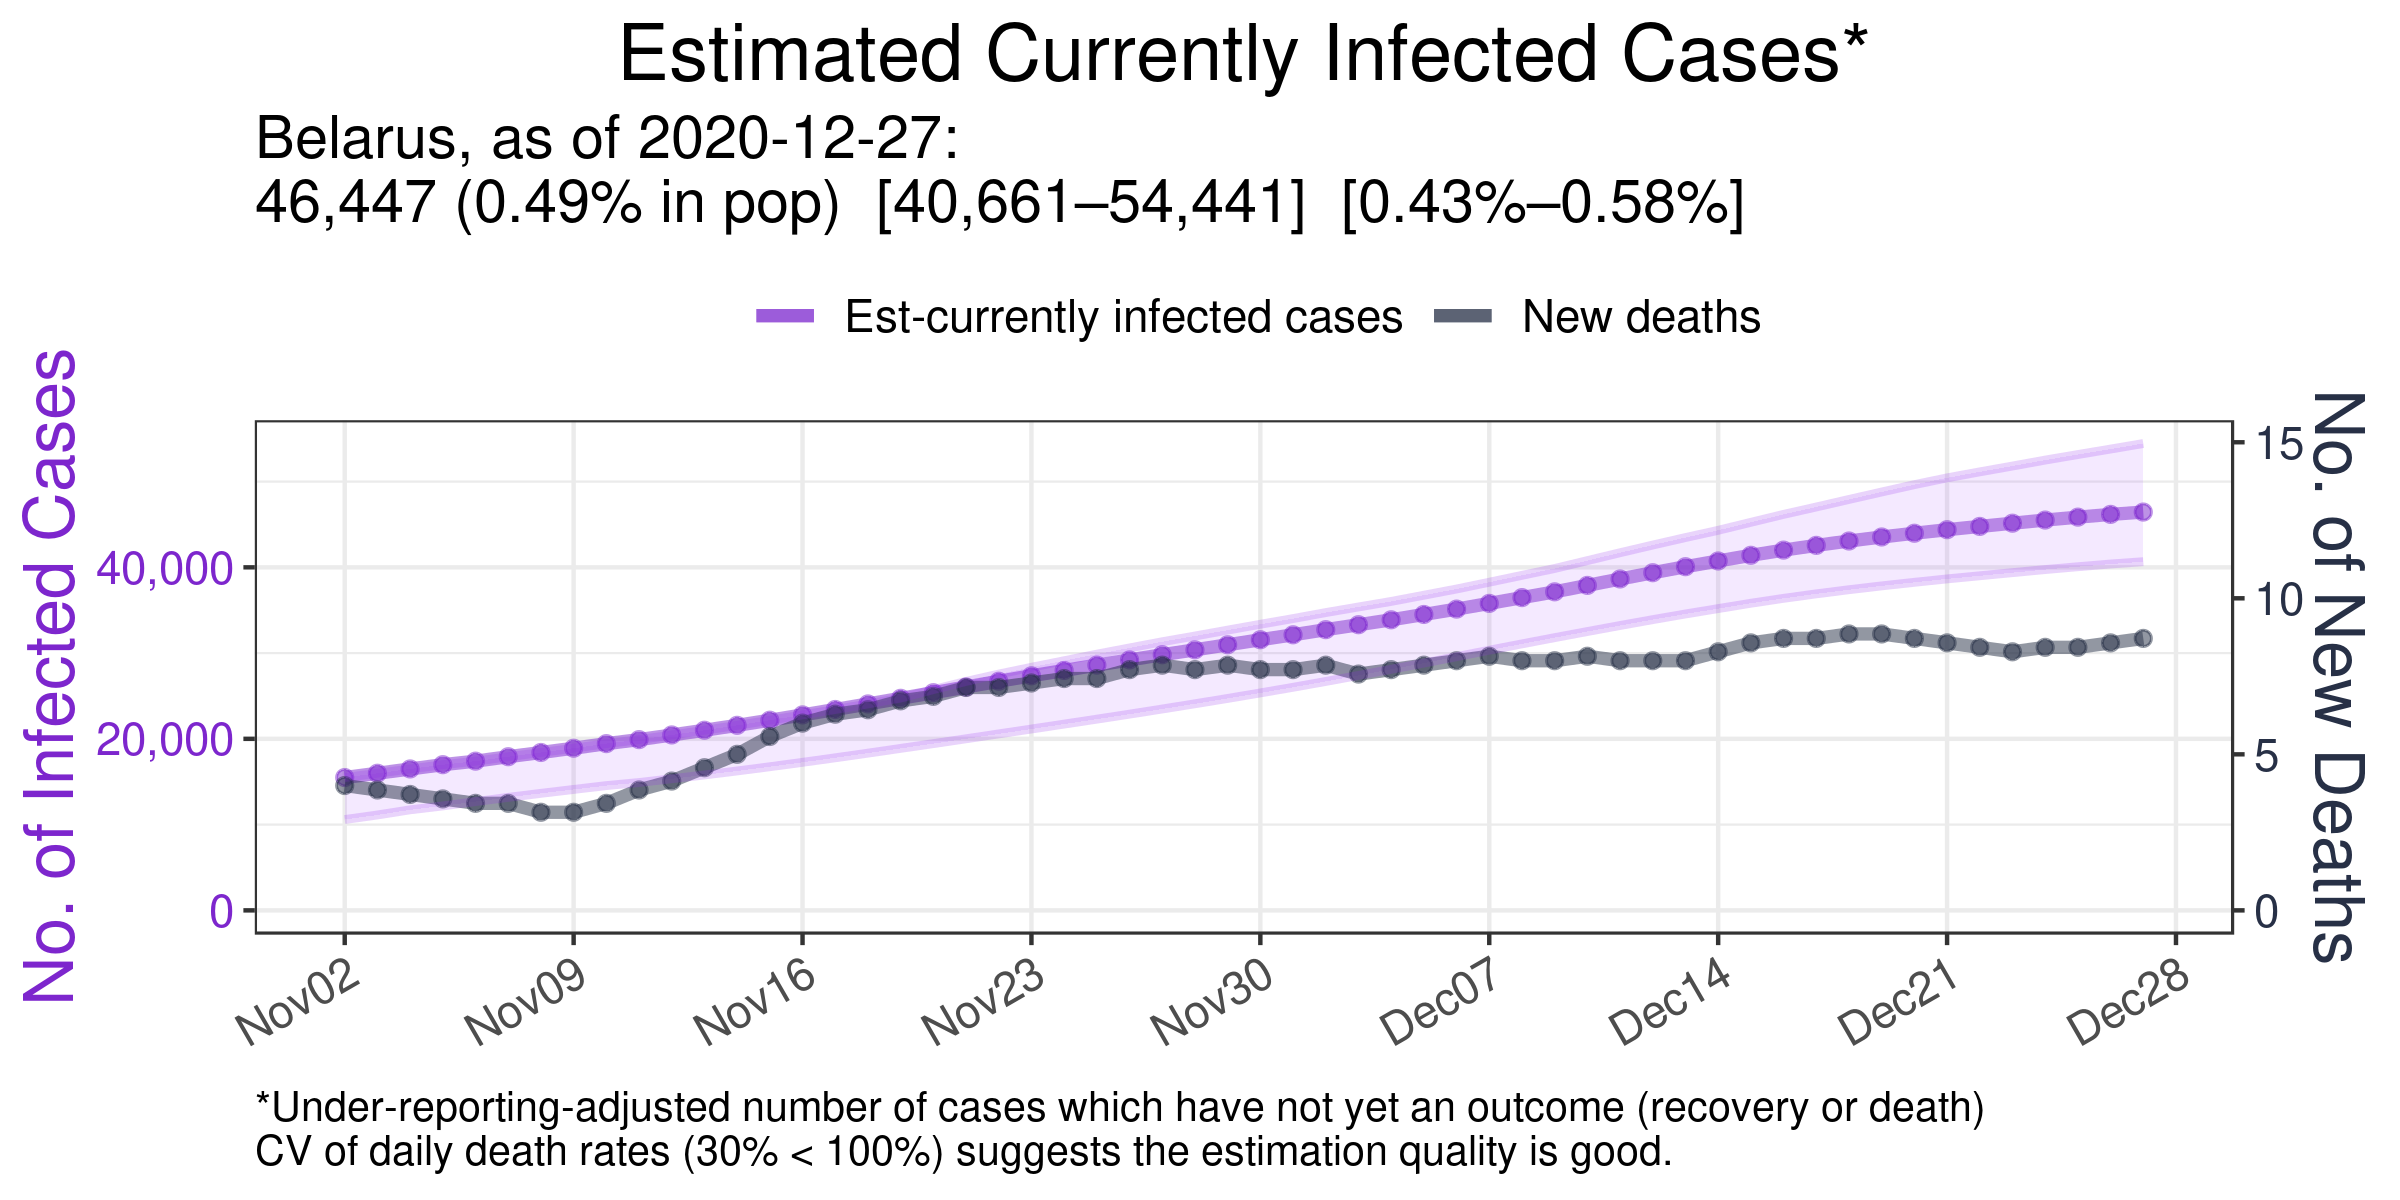 Estimated Currently Infected Cases*
Belarus, as of 2020-12-27:
46,447 (0.49% in pop)  [40,661–54,441]  [0.43%–0.58%]
Est-currently infected cases
New deaths
No. of Infected Cases
40,000
20,000
0
15
10
5
0
No. of New Deaths
Nov02
Nov09
Nov16
Nov23
Nov30
Dec07
Dec14
Dec21
Dec28
*Under-reporting-adjusted number of cases which have not yet an outcome (recovery or death)
CV of daily death rates (30% < 100%) suggests the estimation quality is good.